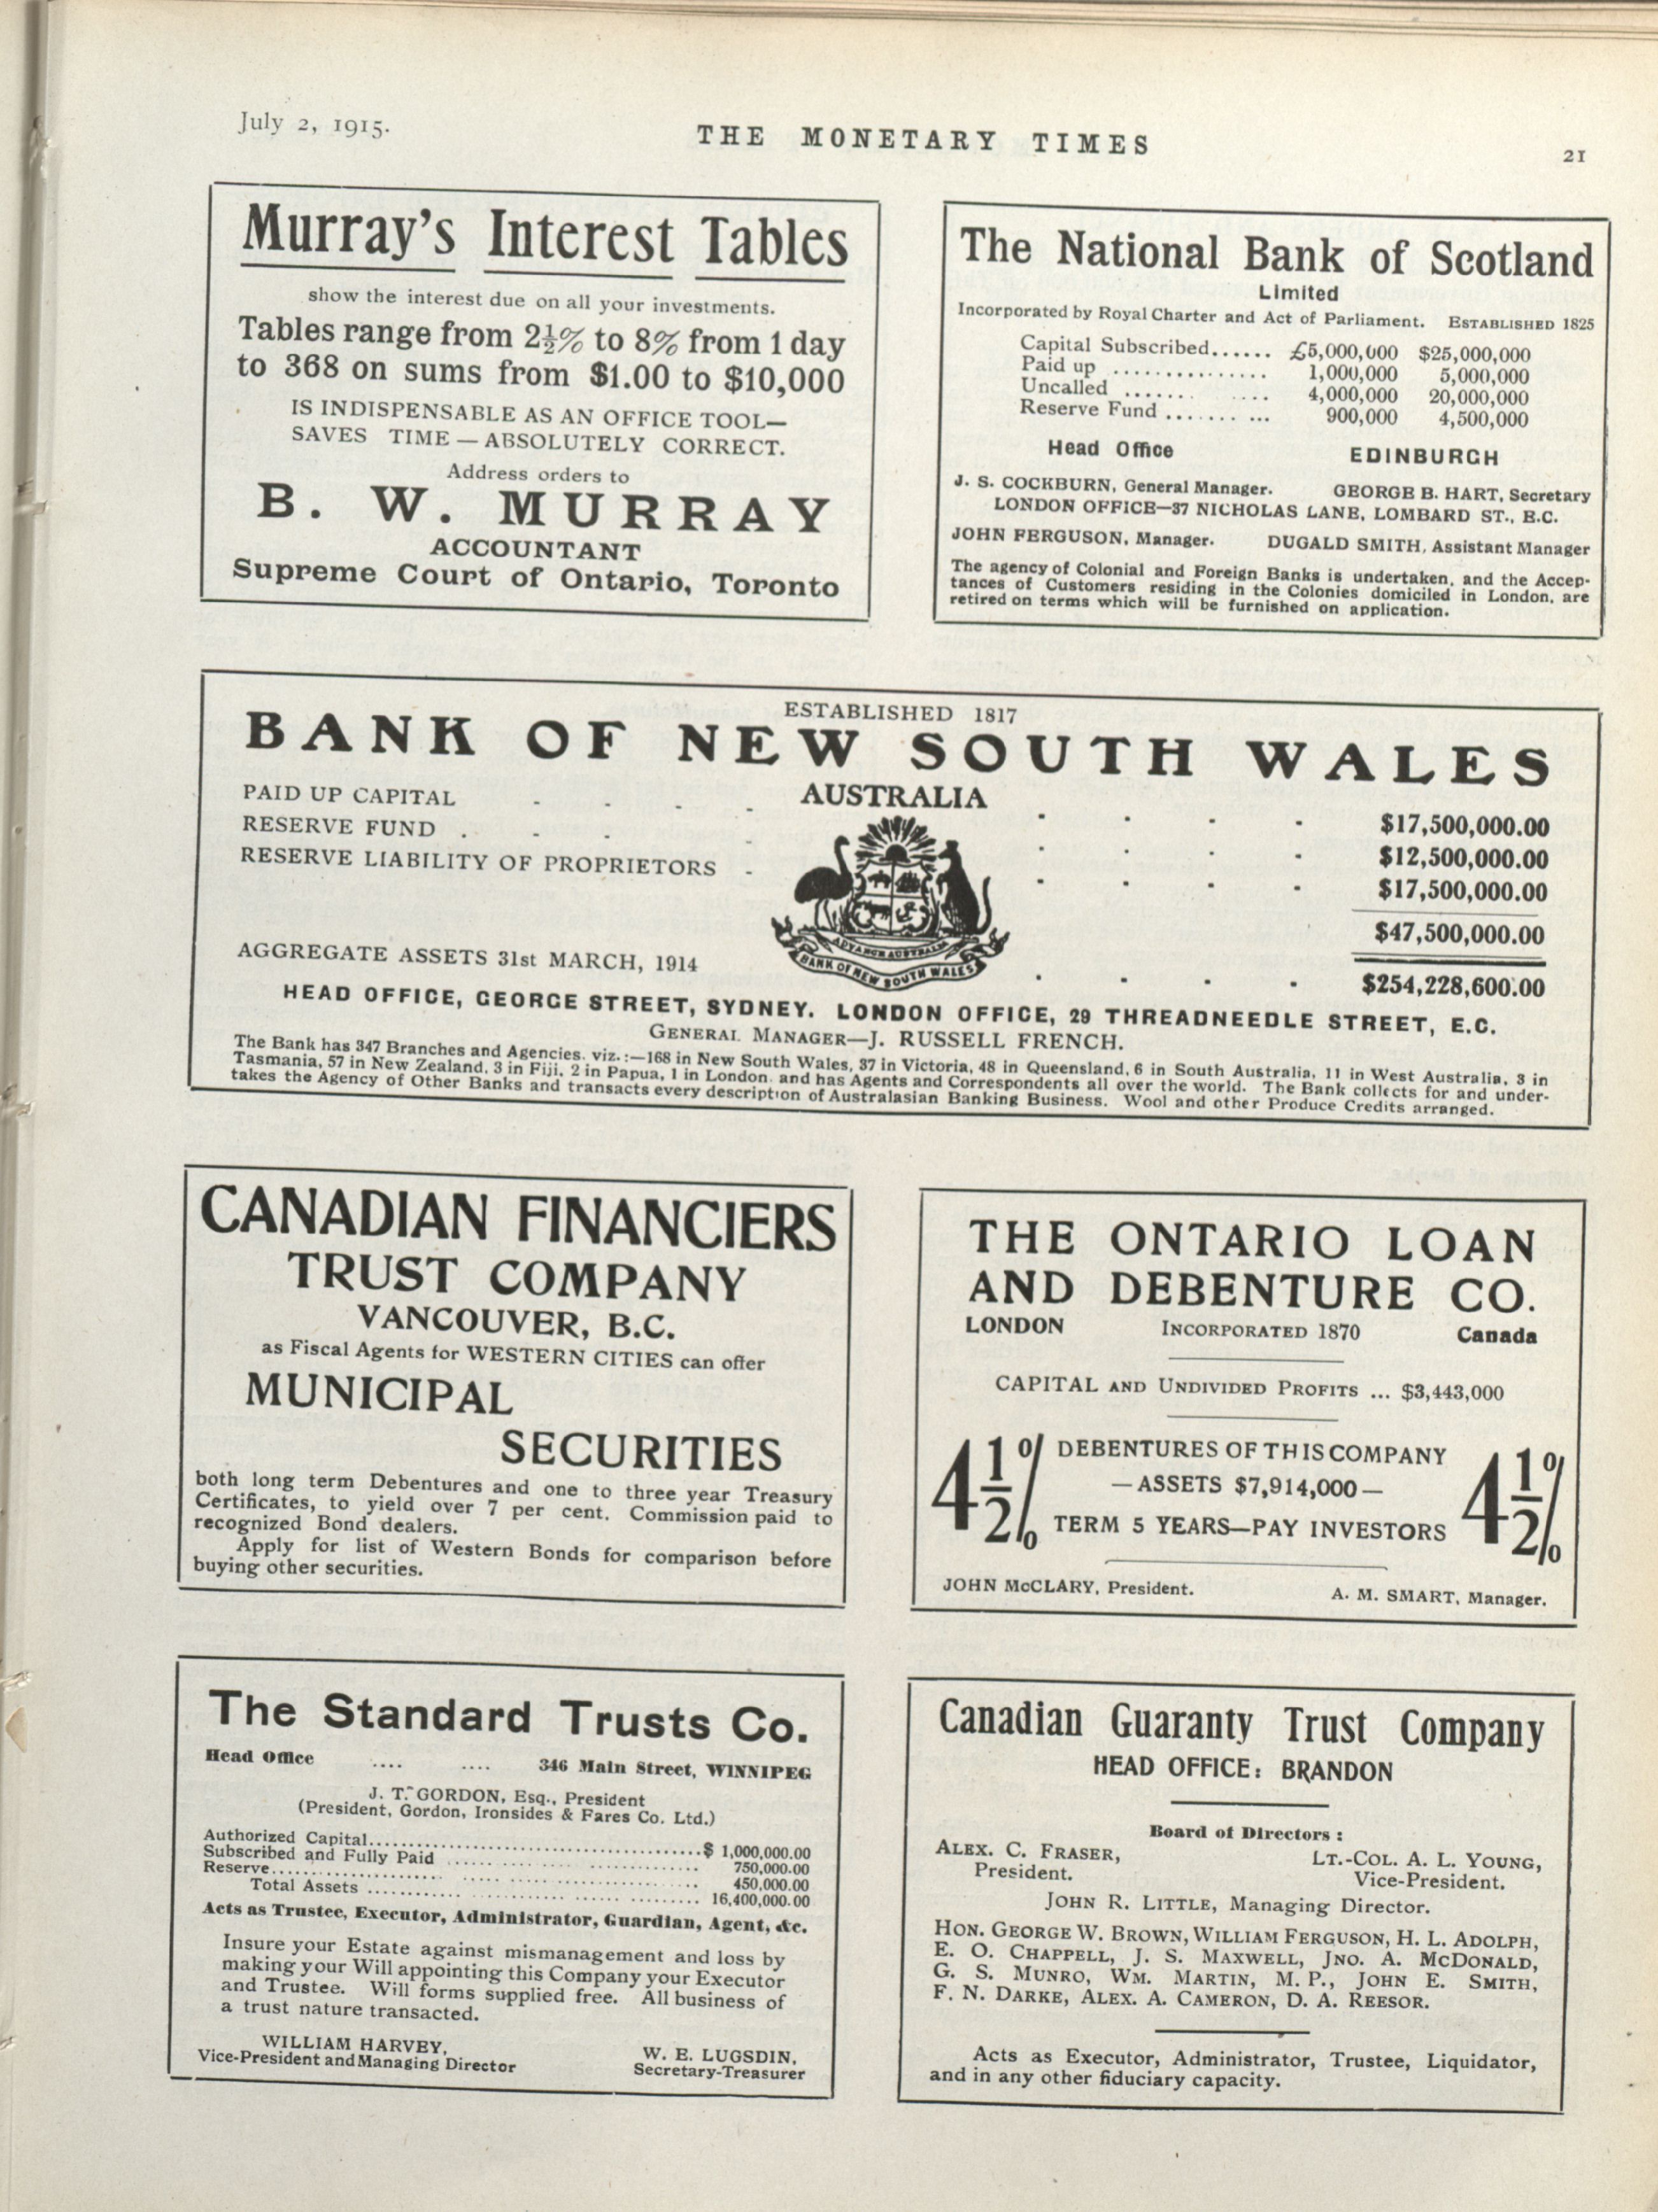 July 2, 1915.
THE MONETARY TIMES
21
Murray's Interest Tables
show the interest due on all your investments.
Tables range from 2½% to 8% from 1 day
to 368 on sums from $1.00 to $10,000
IS INDISPENSABLE AS AN OFFICE TOOL—
SAVES TIME — ABSOLUTELY CORRECT.
Address orders to
B. W. MURRAY
ACCOUNTANT
Supreme Court of Ontario, Toronto
The National Bank of Scotland
Limited
Incorporated by Royal Charter and Act of Parliament. ESTABLISHED 1825
Capital Subscribed...... £5,000,000 $25,000,000
Paid up ............... 1,000,000 5,000,000
Uncalled ....... .... 4,000,000 20,000,000
Reserve Fund ....... ... 900,000 4,500,000
Head Office EDINBURGH
J. S. COCKBURN, General Manager. GEORGE B. HART, Secretary
LONDON OFFICE—37 NICHOLAS LANE, LOMBARD ST., E.C.
JOHN FERGUSON, Manager. DUGALD SMITH, Assistant Manager
The agency of Colonial and Foreign Banks is undertaken, and the Accep-
tances of Customers residing in the Colonies domiciled in London, are
retired on terms which will be furnished on application.
ESTABLISHED 1817
BANK OF NEW SOUTH WALES
AUSTRALIA
PAID UP CAPITAL - - - - . . . . $17,500,000.00
RESERVE FUND . - - - . . . . $12,500,000.00
RESERVE LIABILITY OF PROPRIETORS - . . . . $17,500,000.00
$47,500,000.00
ADVANCE AUSTRALIA
BANK OF NEW SOUTH WALES
AGGREGATE ASSETS 31st MARCH, 1914 . . . . $254,228,600.00
HEAD OFFICE, GEORGE STREET, SYDNEY. LONDON OFFICE, 29 THREADNEEDLE STREET, E.C.
GENERAL MANAGER—J. RUSSELL FRENCH.
The Bank has 347 Branches and Agencies, viz.:—168 in New South Wales, 37 in Victoria, 48 in Queensland, 6 in South Australia, 11 in West Australia, 3 in
Tasmania, 57 in New Zealand, 3 in Fiji, 2 in Papua, 1 in London, and has Agents and Correspondents all over the world. The Bank collects for and under-
takes the Agency of Other Banks and transacts every description of Australasian Banking Business. Wool and other Produce Credits arranged.
CANADIAN FINANCIERS
TRUST COMPANY
VANCOUVER, B.C.
as Fiscal Agents for WESTERN CITIES can offer
MUNICIPAL
SECURITIES
both long term Debentures and one to three year Treasury
Certificates, to yield over 7 per cent. Commission paid to
recognized Bond dealers.
Apply for list of Western Bonds for comparison before
buying other securities.
THE ONTARIO LOAN
AND DEBENTURE CO.
LONDON INCORPORATED 1870 Canada
CAPITAL AND UNDIVIDED PROFITS ... $3,443,000
4½% DEBENTURES OF THIS COMPANY 4½%
— ASSETS $7,914,000 —
TERM 5 YEARS—PAY INVESTORS
JOHN McCLARY, President. A. M. SMART, Manager.
The Standard Trusts Co.
Head Office .... .... 346 Main Street, WINNIPEG
J. T. GORDON, Esq., President
(President, Gordon, Ironsides & Fares Co. Ltd.)
Authorized Capital........................................$ 1,000,000.00
Subscribed and Fully Paid ........................ 750,000.00
Reserve........................................ 450,000.00
Total Assets .............................. 16,400,000.00
Acts as Trustee, Executor, Administrator, Guardian, Agent, &c.
Insure your Estate against mismanagement and loss by
making your Will appointing this Company your Executor
and Trustee. Will forms supplied free. All business of
a trust nature transacted.
WILLIAM HARVEY, W. E. LUGSDIN,
Vice-President and Managing Director Secretary-Treasurer
Canadian Guaranty Trust Company
HEAD OFFICE: BRANDON
Board of Directors :
ALEX. C. FRASER, LT.-COL. A. L. YOUNG,
President. Vice-President.
JOHN R. LITTLE, Managing Director.
HON. GEORGE W. BROWN, WILLIAM FERGUSON, H. L. ADOLPH,
E. O. CHAPPELL, J. S. MAXWELL, JNO. A. MCDONALD,
G. S. MUNRO, WM. MARTIN, M. P., JOHN E. SMITH,
F. N. DARKE, ALEX. A. CAMERON, D. A. REESOR.
Acts as Executor, Administrator, Trustee, Liquidator,
and in any other fiduciary capacity.